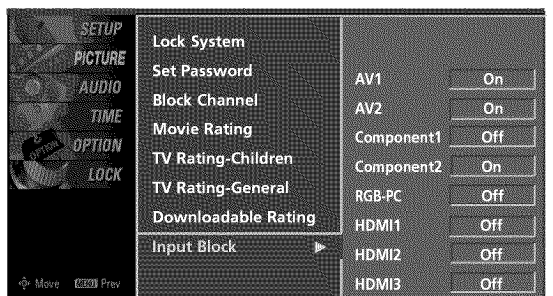 SETUP
PICTURE
AUDIO
TIME
OPTION
OPTION
LOCK
Move MENU Prev
Lock System
Set Password
Block Channel
Movie Rating
TV Rating-Children
TV Rating-General
Downloadable Rating
Input Block
AV1 On
AV2 On
Component1 Off
Component2 On
RGB-PC Off
HDMI1 Off
HDMI2 Off
HDMI3 Off